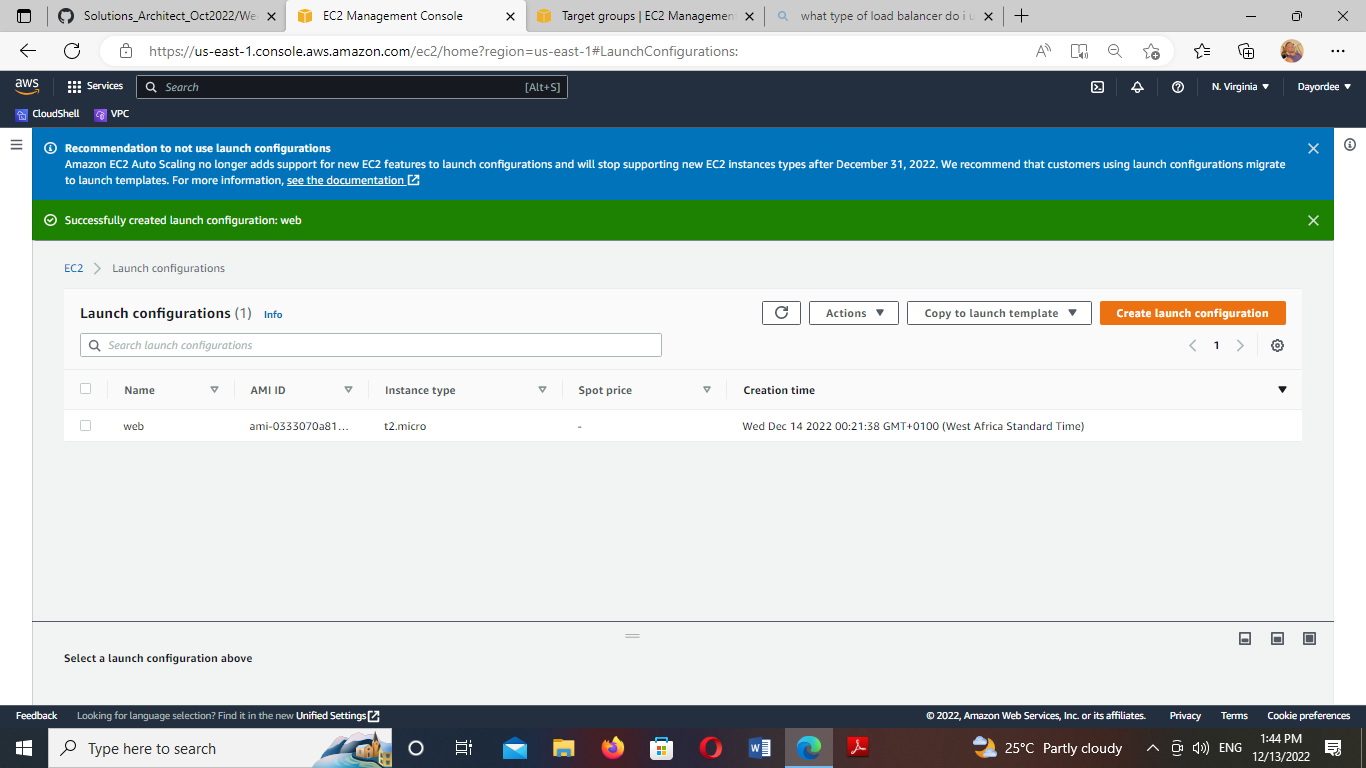 Solutions_Architect_Oct2022/We
EC2 Management Console
Target groups | EC2 Management
what type of load balancer do i u
https://us-east-1.console.aws.amazon.com/ec2/home?region=us-east-1#LaunchConfigurations:
aws
Services
Search
[Alt+S]
N. Virginia
Dayordee
CloudShell
VPC
Recommendation to not use launch configurations
Amazon EC2 Auto Scaling no longer adds support for new EC2 features to launch configurations and will stop supporting new EC2 instances types after December 31, 2022. We recommend that customers using launch configurations migrate
to launch templates. For more information, see the documentation
Successfully created launch configuration: web
EC2 > Launch configurations
Launch configurations (1) Info
Actions
Copy to launch template
Create launch configuration
Search launch configurations
1
Name
AMI ID
Instance type
Spot price
Creation time
web
ami-0333070a81...
t2.micro
-
Wed Dec 14 2022 00:21:38 GMT+0100 (West Africa Standard Time)
Select a launch configuration above
Feedback
Looking for language selection? Find it in the new Unified Settings
© 2022, Amazon Web Services, Inc. or its affiliates.
Privacy
Terms
Cookie preferences
Type here to search
25°C Partly cloudy
ENG
1:44 PM
12/13/2022